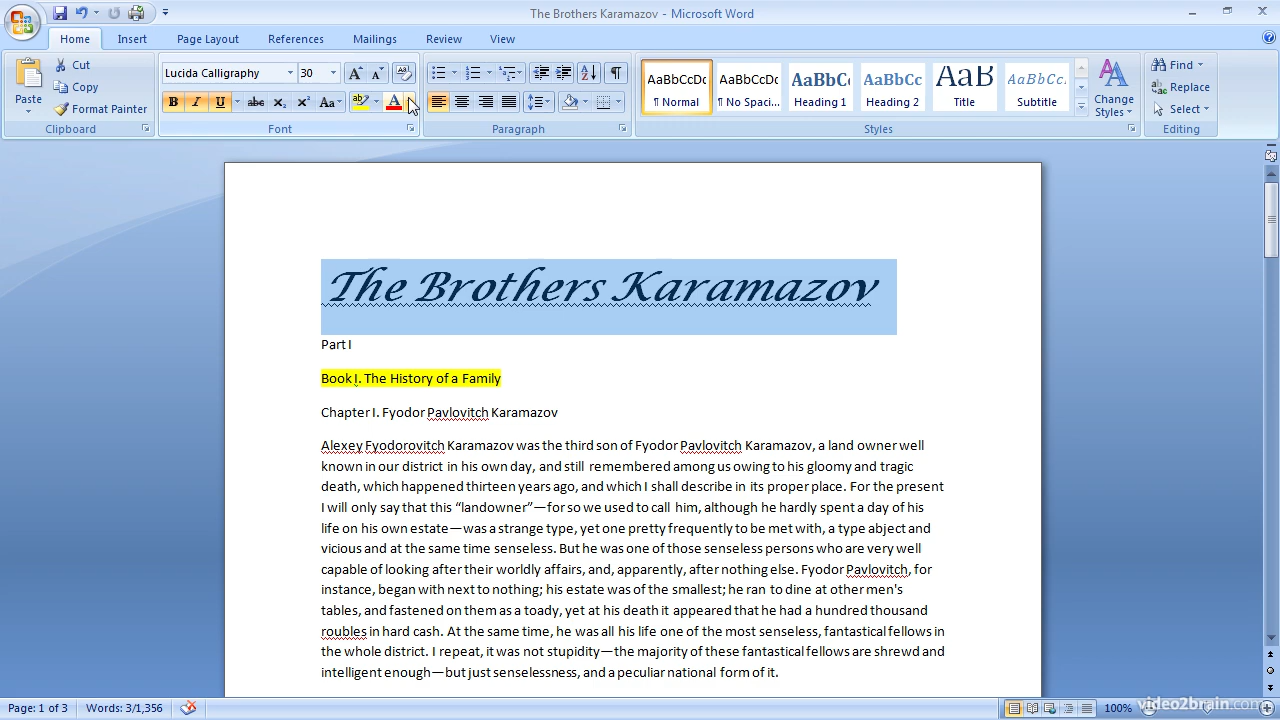 The Brothers Karamazov - Microsoft Word
Home Insert Page Layout References Mailings Review View
Paste
Cut
Copy
Format Painter
Clipboard
Lucida Calligraphy 30
Font
Paragraph
AaBbCcDc AaBbCcDc AaBbC AaBbCc AaB AaBbCc.
¶ Normal ¶ No Spaci... Heading 1 Heading 2 Title Subtitle
Change Styles
Styles
Find
Replace
Select
Editing
The Brothers Karamazov
Part I
Book I. The History of a Family
Chapter I. Fyodor Pavlovitch Karamazov
Alexey Fyodorovitch Karamazov was the third son of Fyodor Pavlovitch Karamazov, a land owner well
known in our district in his own day, and still remembered among us owing to his gloomy and tragic
death, which happened thirteen years ago, and which I shall describe in its proper place. For the present
I will only say that this “landowner”—for so we used to call him, although he hardly spent a day of his
life on his own estate—was a strange type, yet one pretty frequently to be met with, a type abject and
vicious and at the same time senseless. But he was one of those senseless persons who are very well
capable of looking after their worldly affairs, and, apparently, after nothing else. Fyodor Pavlovitch, for
instance, began with next to nothing; his estate was of the smallest; he ran to dine at other men's
tables, and fastened on them as a toady, yet at his death it appeared that he had a hundred thousand
roubles in hard cash. At the same time, he was all his life one of the most senseless, fantastical fellows in
the whole district. I repeat, it was not stupidity—the majority of these fantastical fellows are shrewd and
intelligent enough—but just senselessness, and a peculiar national form of it.
Page: 1 of 3 Words: 3/1,356 100%
video2brain.com